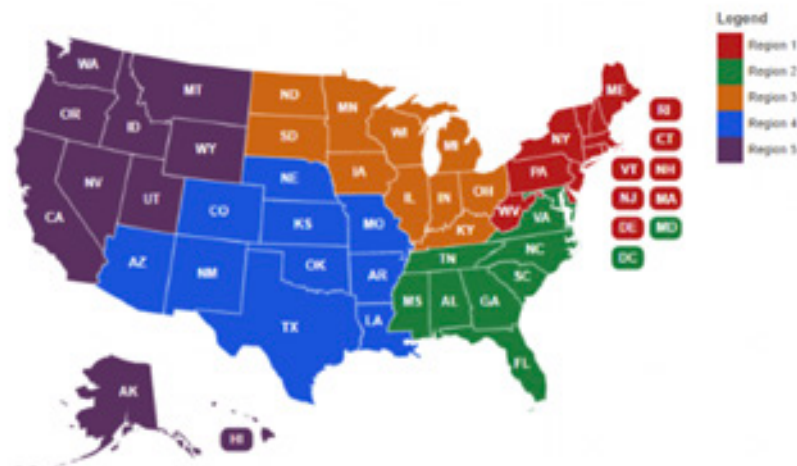 Legend
Region 1
Region 2
Region 3
Region 4
Region 5
WA
MT
ND
MN
ME
OR
ID
SD
WI
MI
NY
RI
WY
CT
NV
UT
NE
IA
IL
IN
OH
PA
VT
NH
CA
CO
KS
MO
KY
WV
VA
NJ
MA
AZ
NM
OK
AR
TN
NC
DE
MD
SC
DC
TX
LA
MS
AL
GA
FL
AK
HI